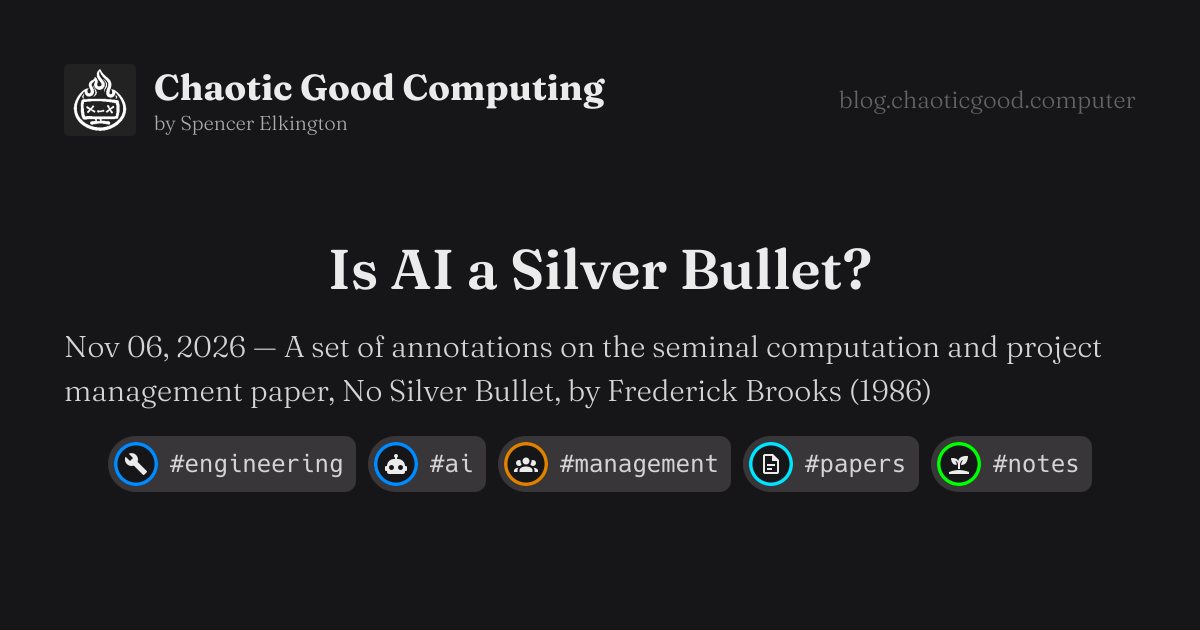 Chaotic Good Computing
by Spencer Elkington
blog.chaoticgood.computer
Is AI a Silver Bullet?
Nov 06, 2026 — A set of annotations on the seminal computation and project
management paper, No Silver Bullet, by Frederick Brooks (1986)
#engineering #ai #management #papers #notes